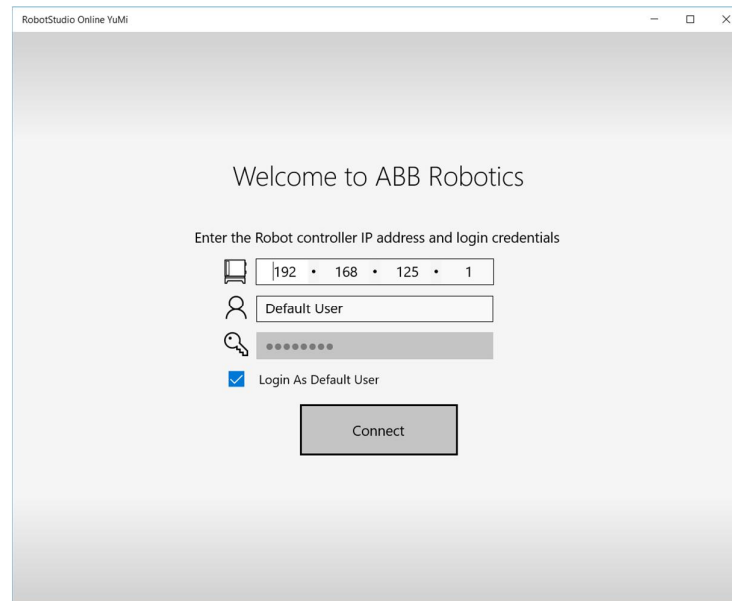 RobotStudio Online YuMi
Welcome to ABB Robotics
Enter the Robot controller IP address and login credentials
192 • 168 • 125 • 1
Default User
••••••••
Login As Default User
Connect